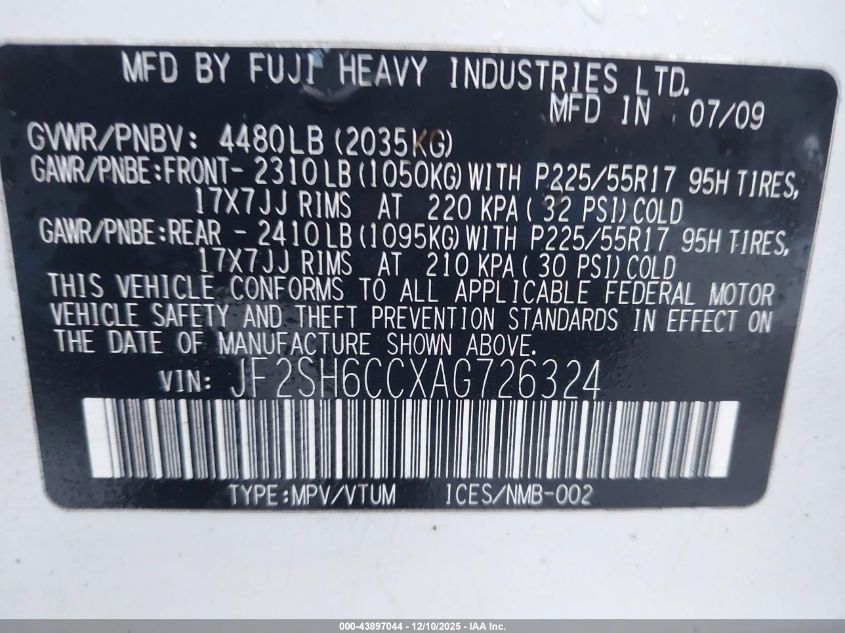 MFD BY FUJI HEAVY INDUSTRIES LTD.
MFD IN 07/09
GVWR/PNBV: 4480LB (2035KG)
GAWR/PNBE:FRONT- 2310LB (1050KG) WITH P225/55R17 95H TIRES,
17X7JJ RIMS AT 220 KPA ( 32 PSI) COLD
GAWR/PNBE:REAR - 2410LB (1095KG) WITH P225/55R17 95H TIRES,
17X7JJ RIMS AT 210 KPA ( 30 PSI) COLD
THIS VEHICLE CONFORMS TO ALL APPLICABLE FEDERAL MOTOR
VEHICLE SAFETY AND THEFT PREVENTION STANDARDS IN EFFECT ON
THE DATE OF MANUFACTURE SHOWN ABOVE.
VIN: JF2SH6CCXAG726324
TYPE:MPV/VTUM ICES/NMB-002
000-43897044 - 12/10/2025 - IAA Inc.